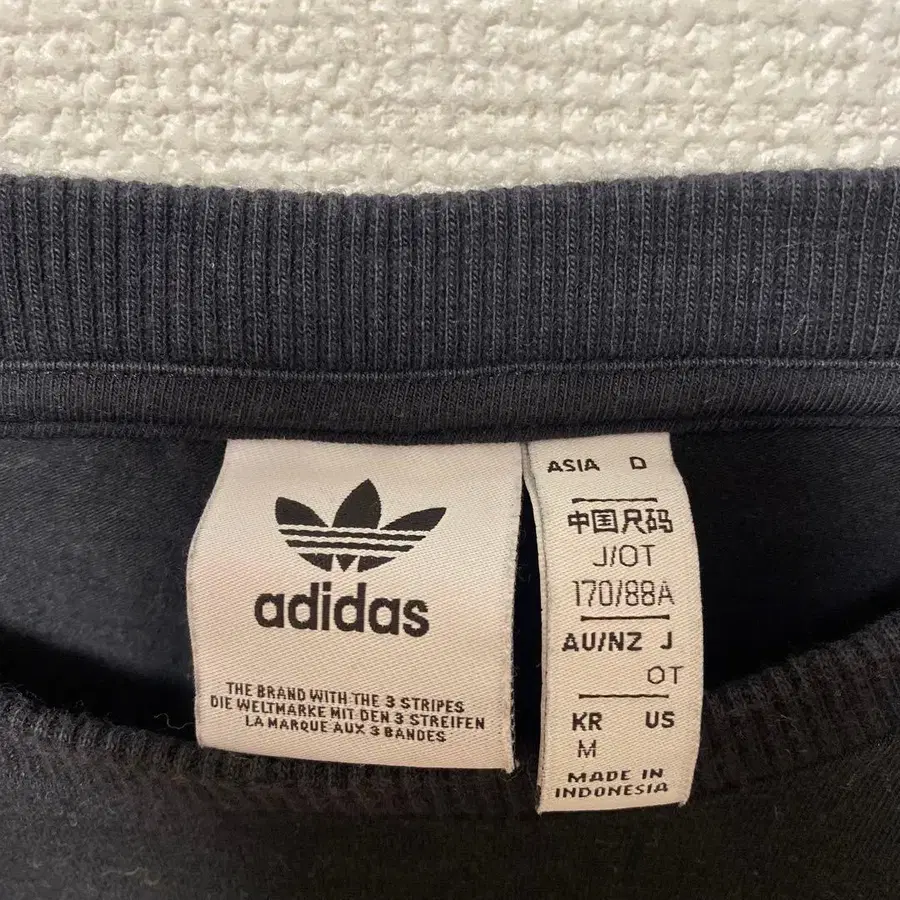 adidas
THE BRAND WITH THE 3 STRIPES
DIE WELTMARKE MIT DEN 3 STREIFEN
LA MARQUE AUX 3 BANDES
ASIA D
中国尺码
J/OT
170/88A
AU/NZ J
OT
KR US
M
MADE IN
INDONESIA